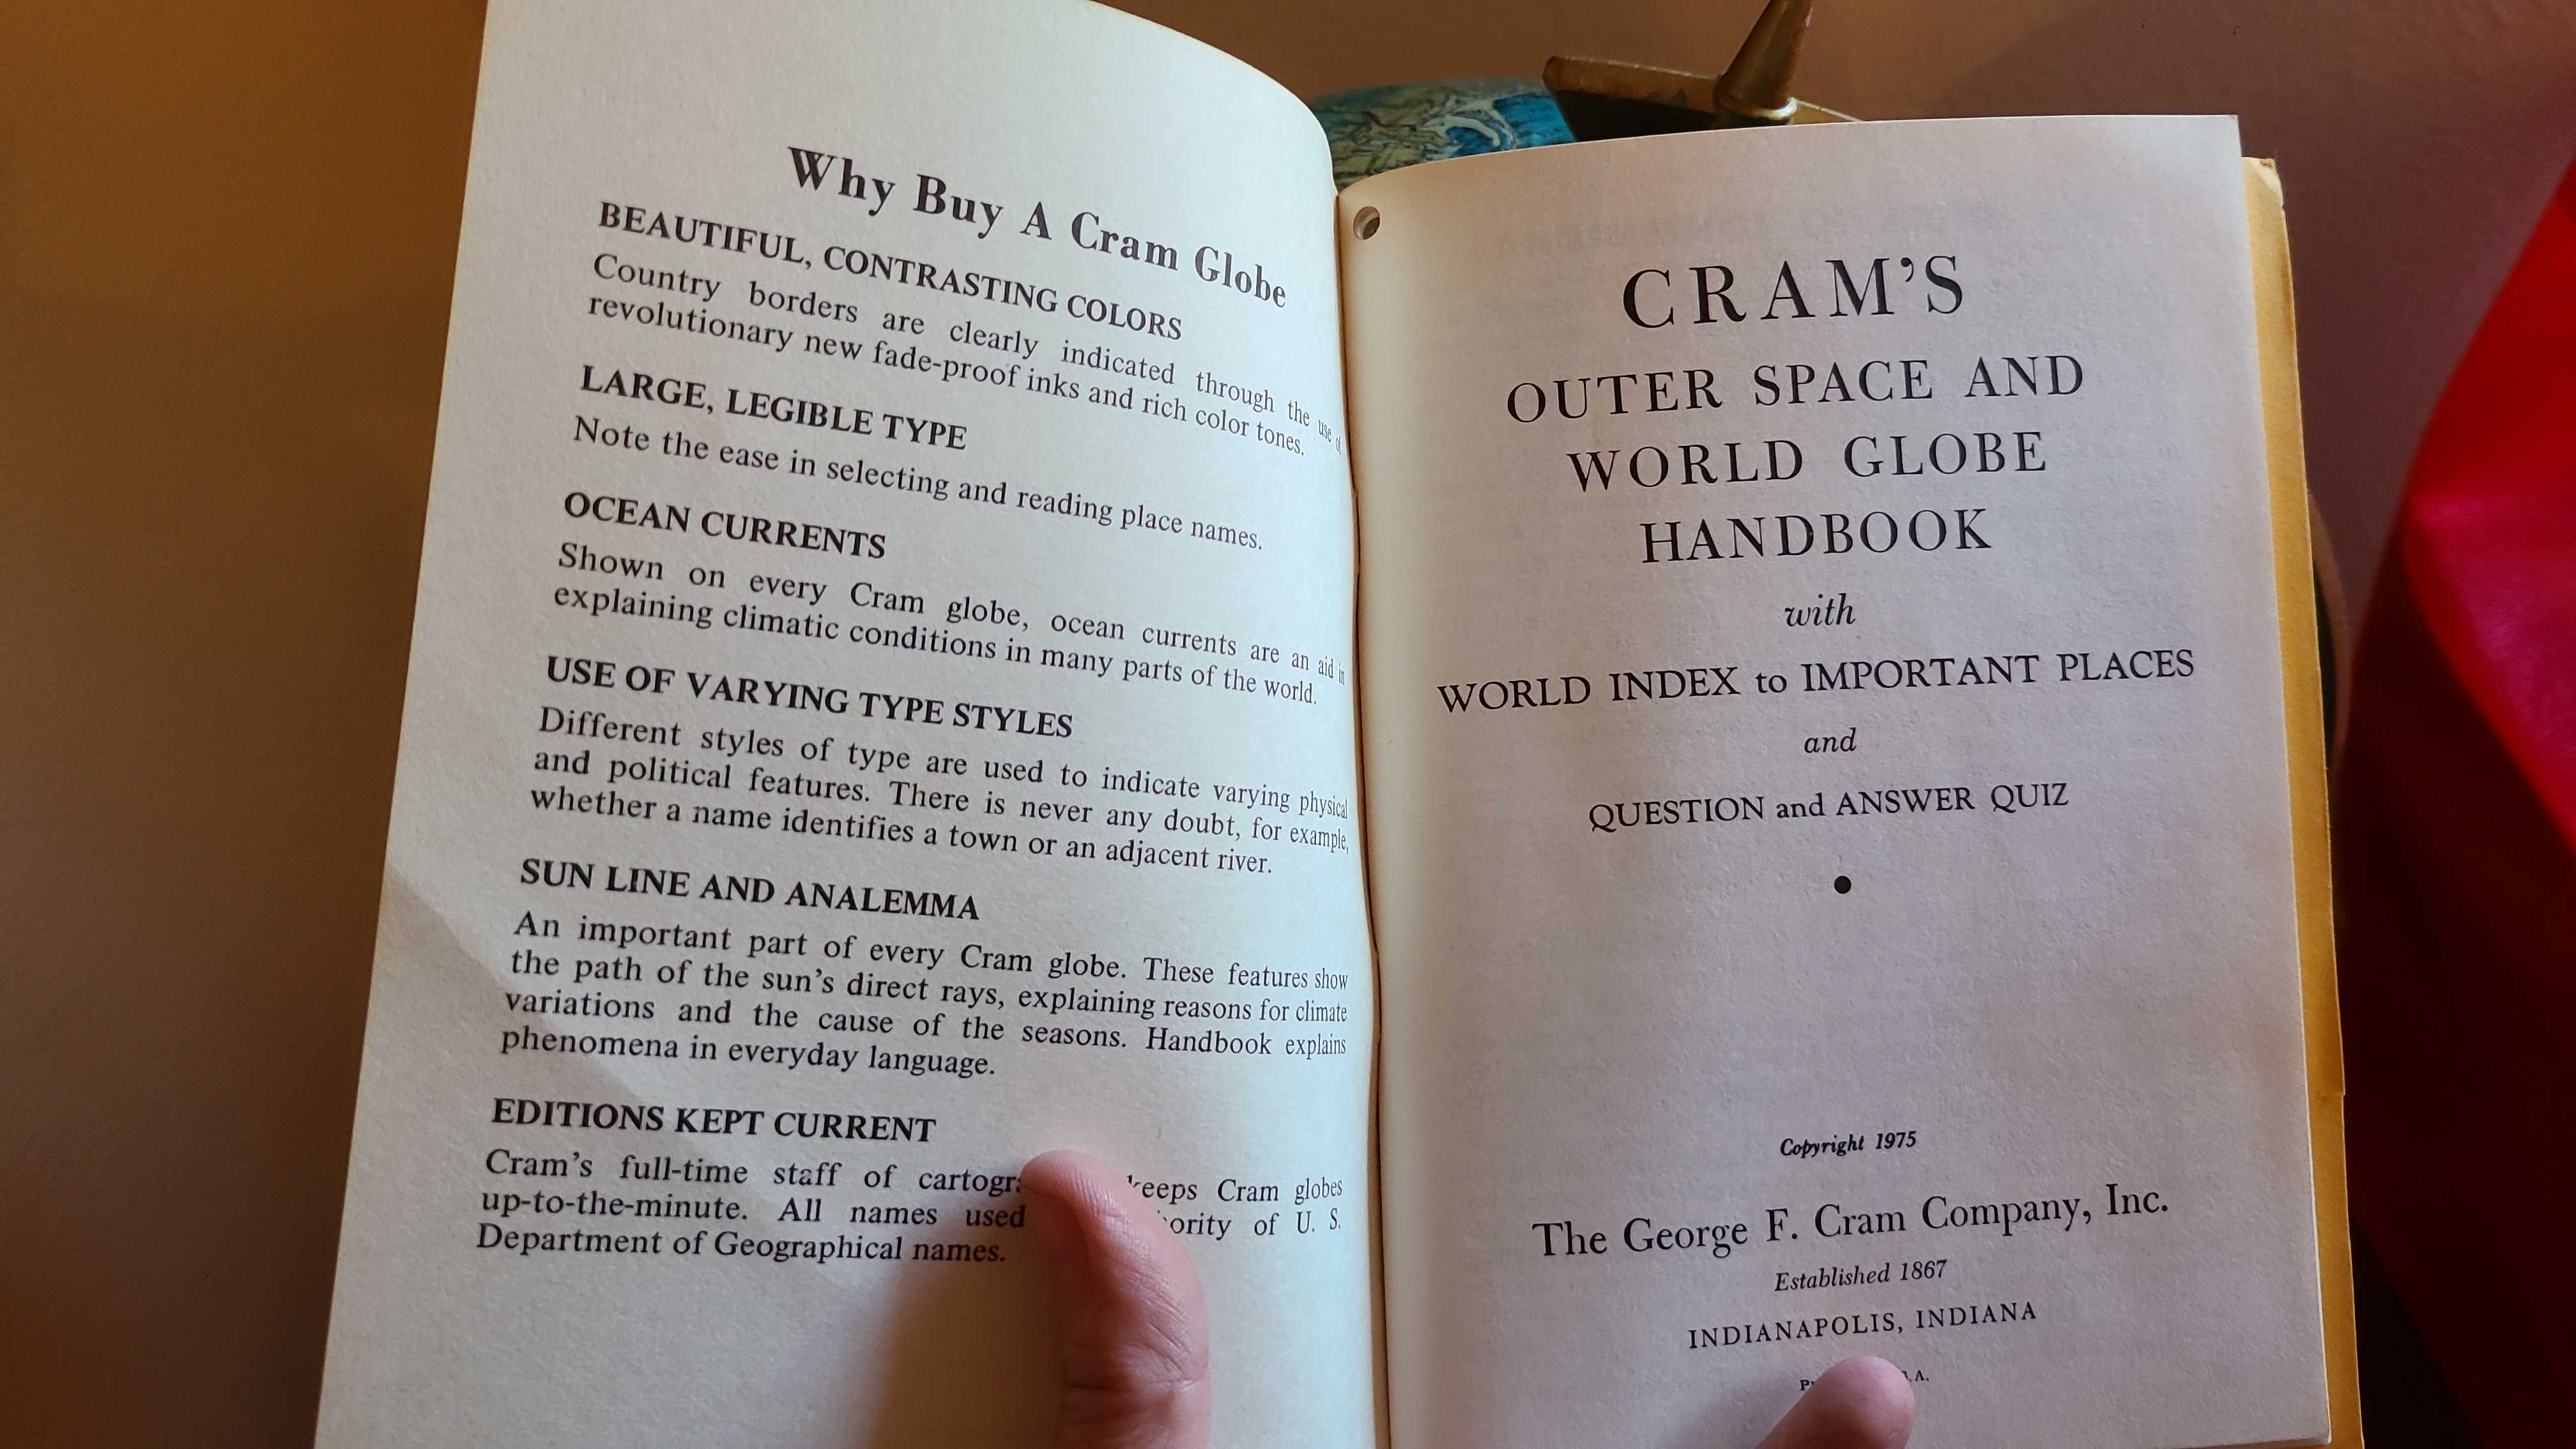 Why Buy A Cram Globe
BEAUTIFUL, CONTRASTING COLORS
Country borders are clearly indicated through the use of
revolutionary new fade-proof inks and rich color tones.
LARGE, LEGIBLE TYPE
Note the ease in selecting and reading place names.
OCEAN CURRENTS
Shown on every Cram globe, ocean currents are an aid in
explaining climatic conditions in many parts of the world.
USE OF VARYING TYPE STYLES
Different styles of type are used to indicate varying physical
and political features. There is never any doubt, for example,
whether a name identifies a town or an adjacent river.
SUN LINE AND ANALEMMA
An important part of every Cram globe. These features show
the path of the sun's direct rays, explaining reasons for climate
variations and the cause of the seasons. Handbook explains
phenomena in everyday language.
EDITIONS KEPT CURRENT
Cram's full-time staff of keeps Cram globes
up-to-the-minute. All names used of U. S.
Department of Geographical names.
CRAM'S
OUTER SPACE AND
WORLD GLOBE
HANDBOOK
with
WORLD INDEX to IMPORTANT PLACES
and
QUESTION and ANSWER QUIZ
Copyright 1975
The George F. Cram Company, Inc.
Established 1867
INDIANAPOLIS, INDIANA